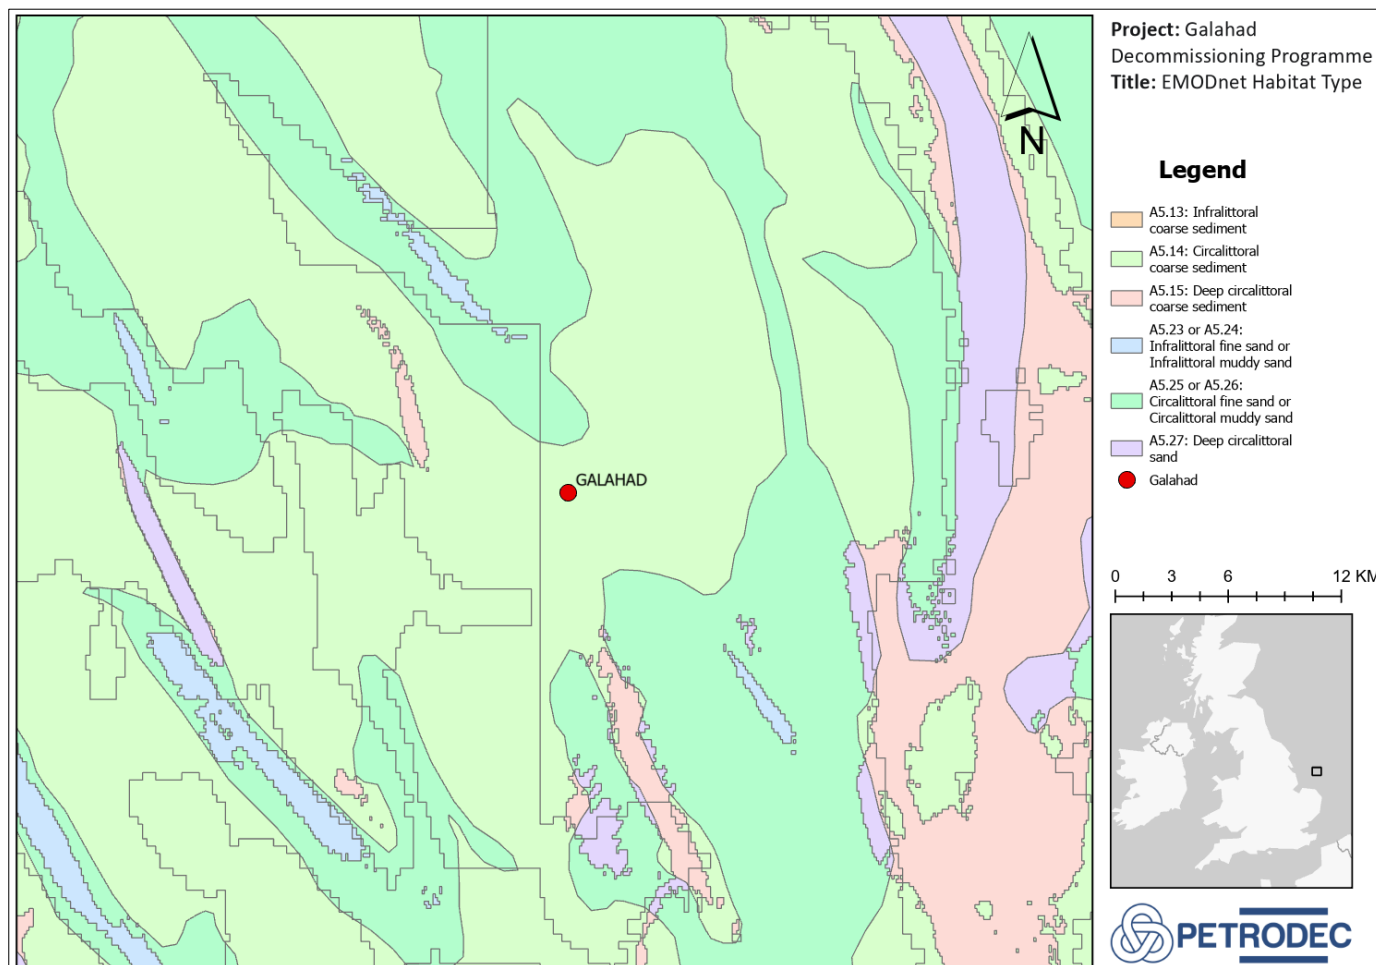 Project: Galahad
Decommissioning Programme
Title: EMODnet Habitat Type
N
Legend
A5.13: Infralittoral
coarse sediment
A5.14: Circalittoral
coarse sediment
A5.15: Deep circalittoral
coarse sediment
A5.23 or A5.24:
Infralittoral fine sand or
Infralittoral muddy sand
A5.25 or A5.26:
Circalittoral fine sand or
Circalittoral muddy sand
A5.27: Deep circalittoral
sand
Galahad
GALAHAD
0 3 6 12 KM
PETRODEC